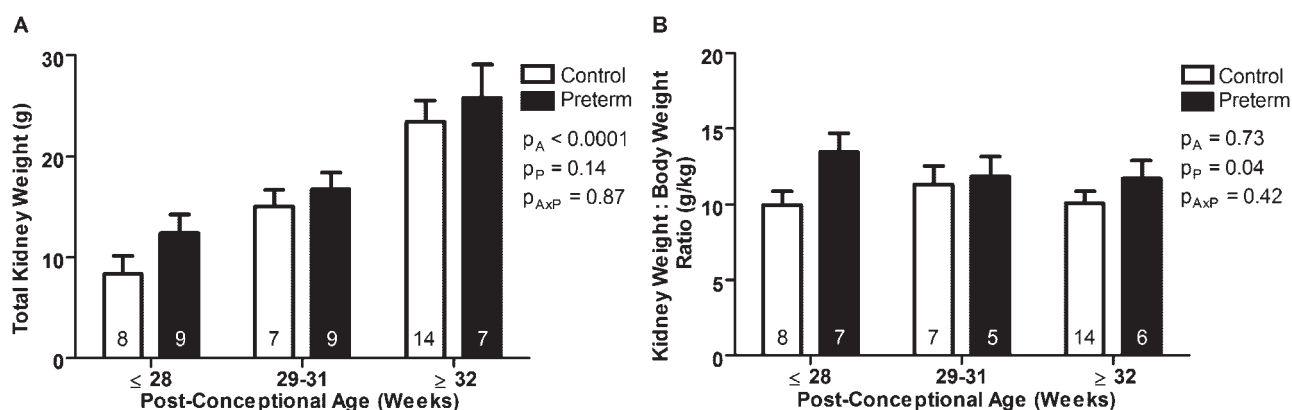 A
Total Kidney Weight (g)
30
20
10
0
8
9
7
9
14
7
≤ 28
29-31
≥ 32
Post-Conceptional Age (Weeks)
Control
Preterm
pA < 0.0001
pP = 0.14
pAxP = 0.87
B
Kidney Weight : Body Weight
Ratio (g/kg)
20
15
10
5
0
8
7
7
5
14
6
≤ 28
29-31
≥ 32
Post-Conceptional Age (Weeks)
Control
Preterm
pA = 0.73
pP = 0.04
pAxP = 0.42